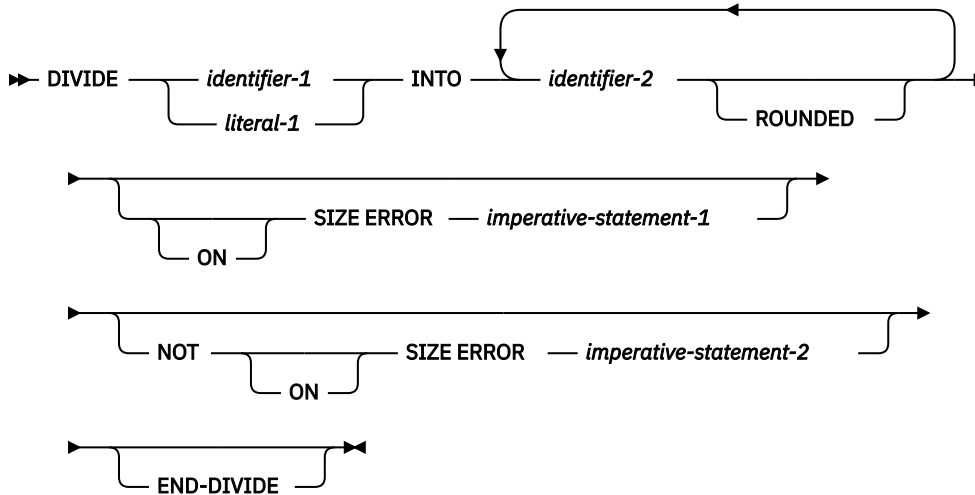 DIVIDE identifier-1 INTO identifier-2
literal-1 ROUNDED
SIZE ERROR imperative-statement-1
ON
NOT SIZE ERROR imperative-statement-2
ON
END-DIVIDE